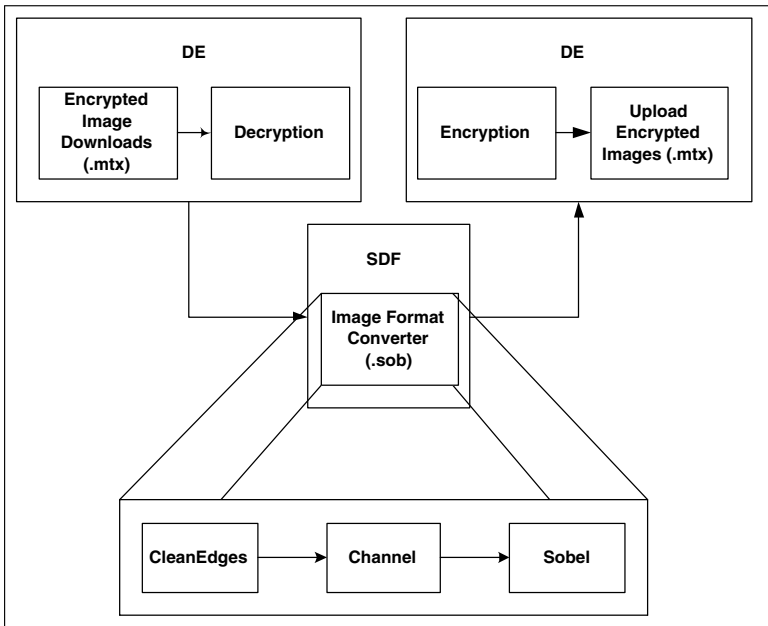 DE
Encrypted
Image
Downloads
(.mtx)
Decryption
DE
Encryption
Upload
Encrypted
Images (.mtx)
SDF
Image Format
Converter
(.sob)
CleanEdges
Channel
Sobel